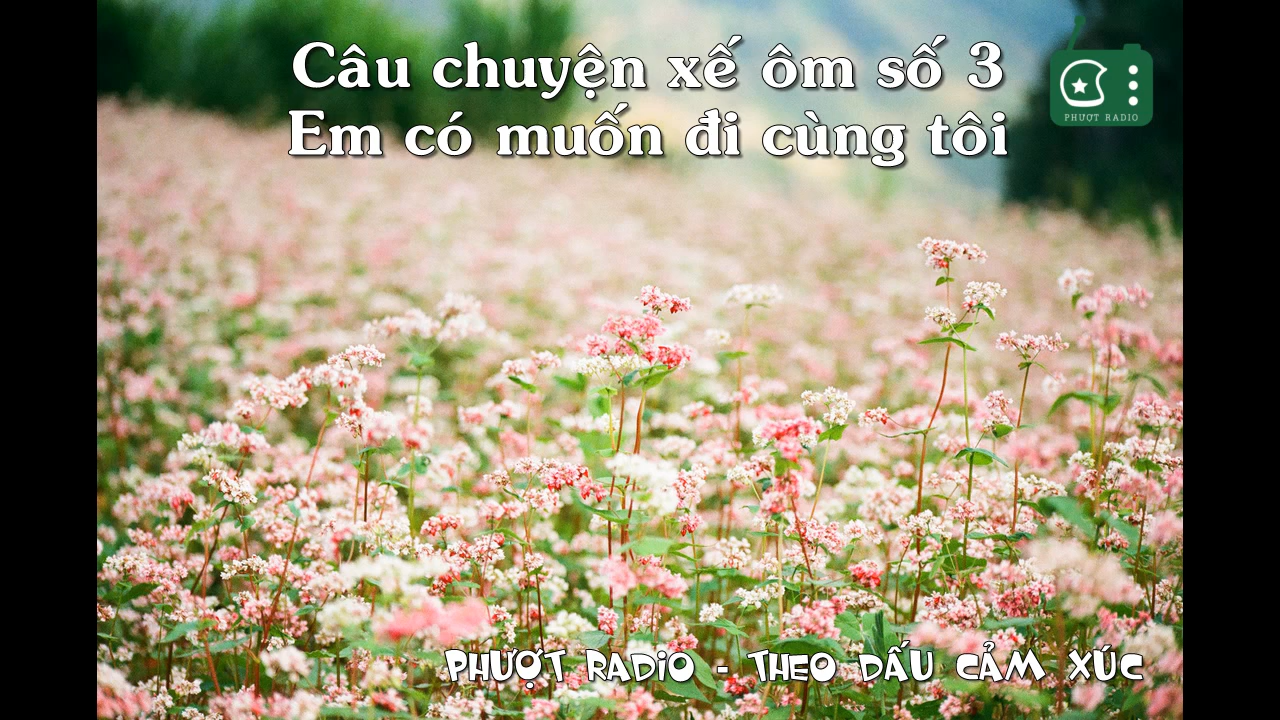 Câu chuyện xế ôm số 3
Em có muốn đi cùng tôi
PHƯỢT RADIO
PHƯỢT RADIO - THEO DẤU CẢM XÚC